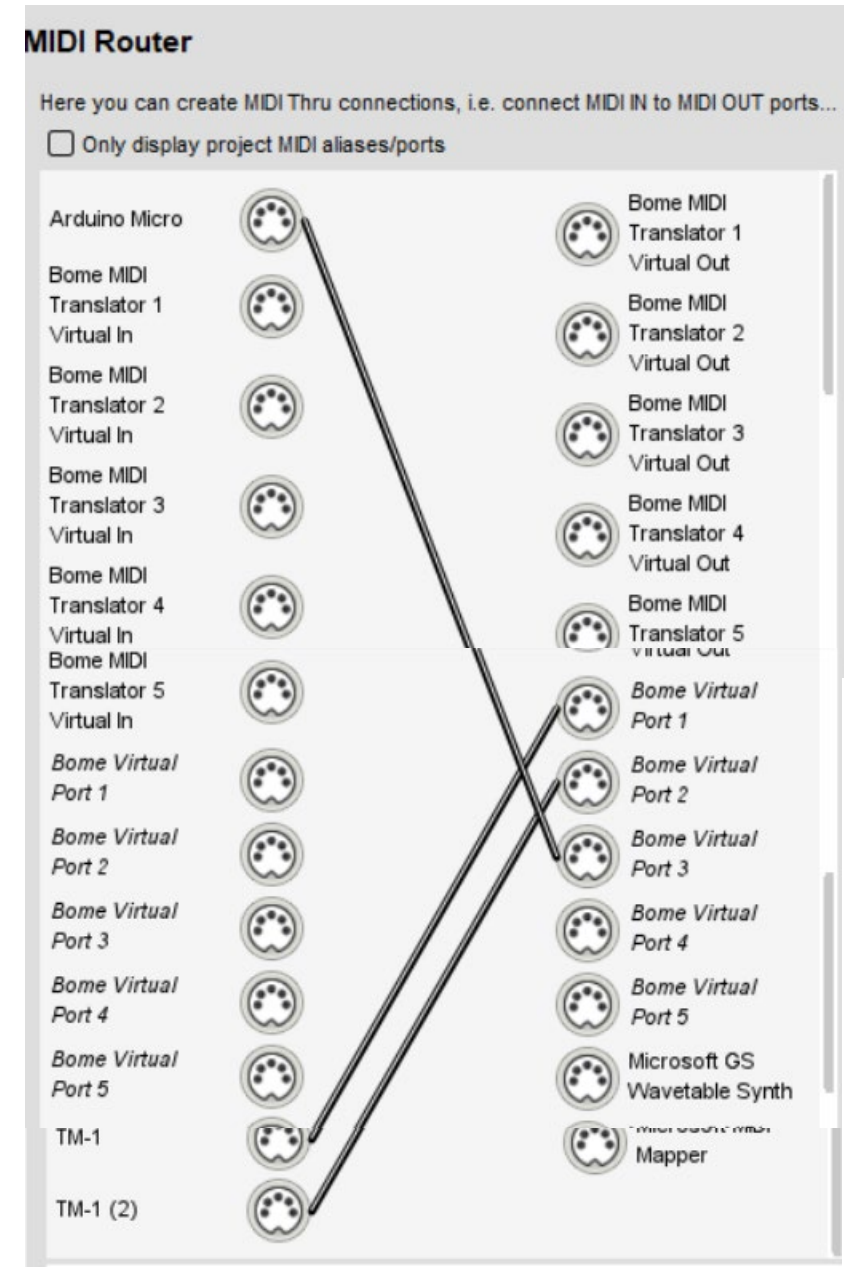 MIDI Router
Here you can create MIDI Thru connections, i.e. connect MIDI IN to MIDI OUT ports...
Only display project MIDI aliases/ports
Arduino Micro
Bome MIDI
Translator 1
Virtual In
Bome MIDI
Translator 2
Virtual In
Bome MIDI
Translator 3
Virtual In
Bome MIDI
Translator 4
Virtual In
Bome MIDI
Translator 5
Virtual In
Bome Virtual
Port 1
Bome Virtual
Port 2
Bome Virtual
Port 3
Bome Virtual
Port 4
Bome Virtual
Port 5
TM-1
TM-1 (2)
Bome MIDI
Translator 1
Virtual Out
Bome MIDI
Translator 2
Virtual Out
Bome MIDI
Translator 3
Virtual Out
Bome MIDI
Translator 4
Virtual Out
Bome MIDI
Translator 5
Virtual Out
Bome Virtual
Port 1
Bome Virtual
Port 2
Bome Virtual
Port 3
Bome Virtual
Port 4
Bome Virtual
Port 5
Microsoft GS
Wavetable Synth
Microsoft MIDI
Mapper